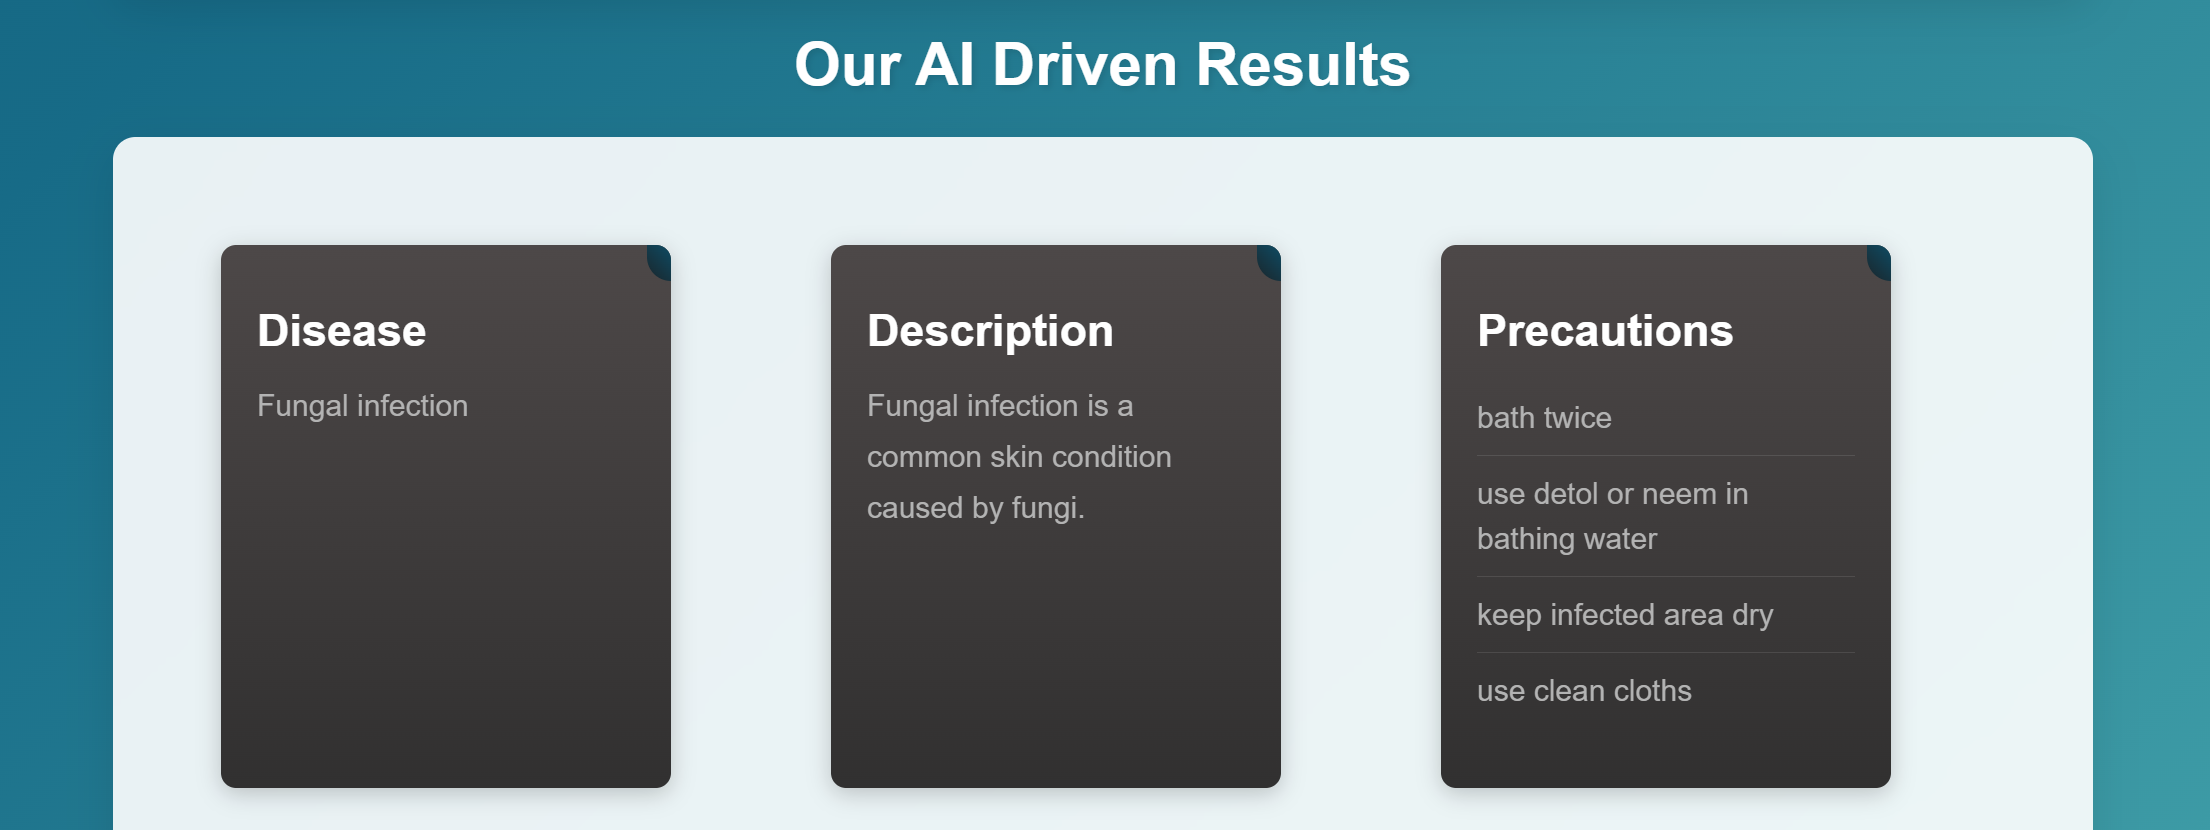 Our AI Driven Results
Disease
Fungal infection
Description
Fungal infection is a
common skin condition
caused by fungi.
Precautions
bath twice
use detol or neem in
bathing water
keep infected area dry
use clean cloths